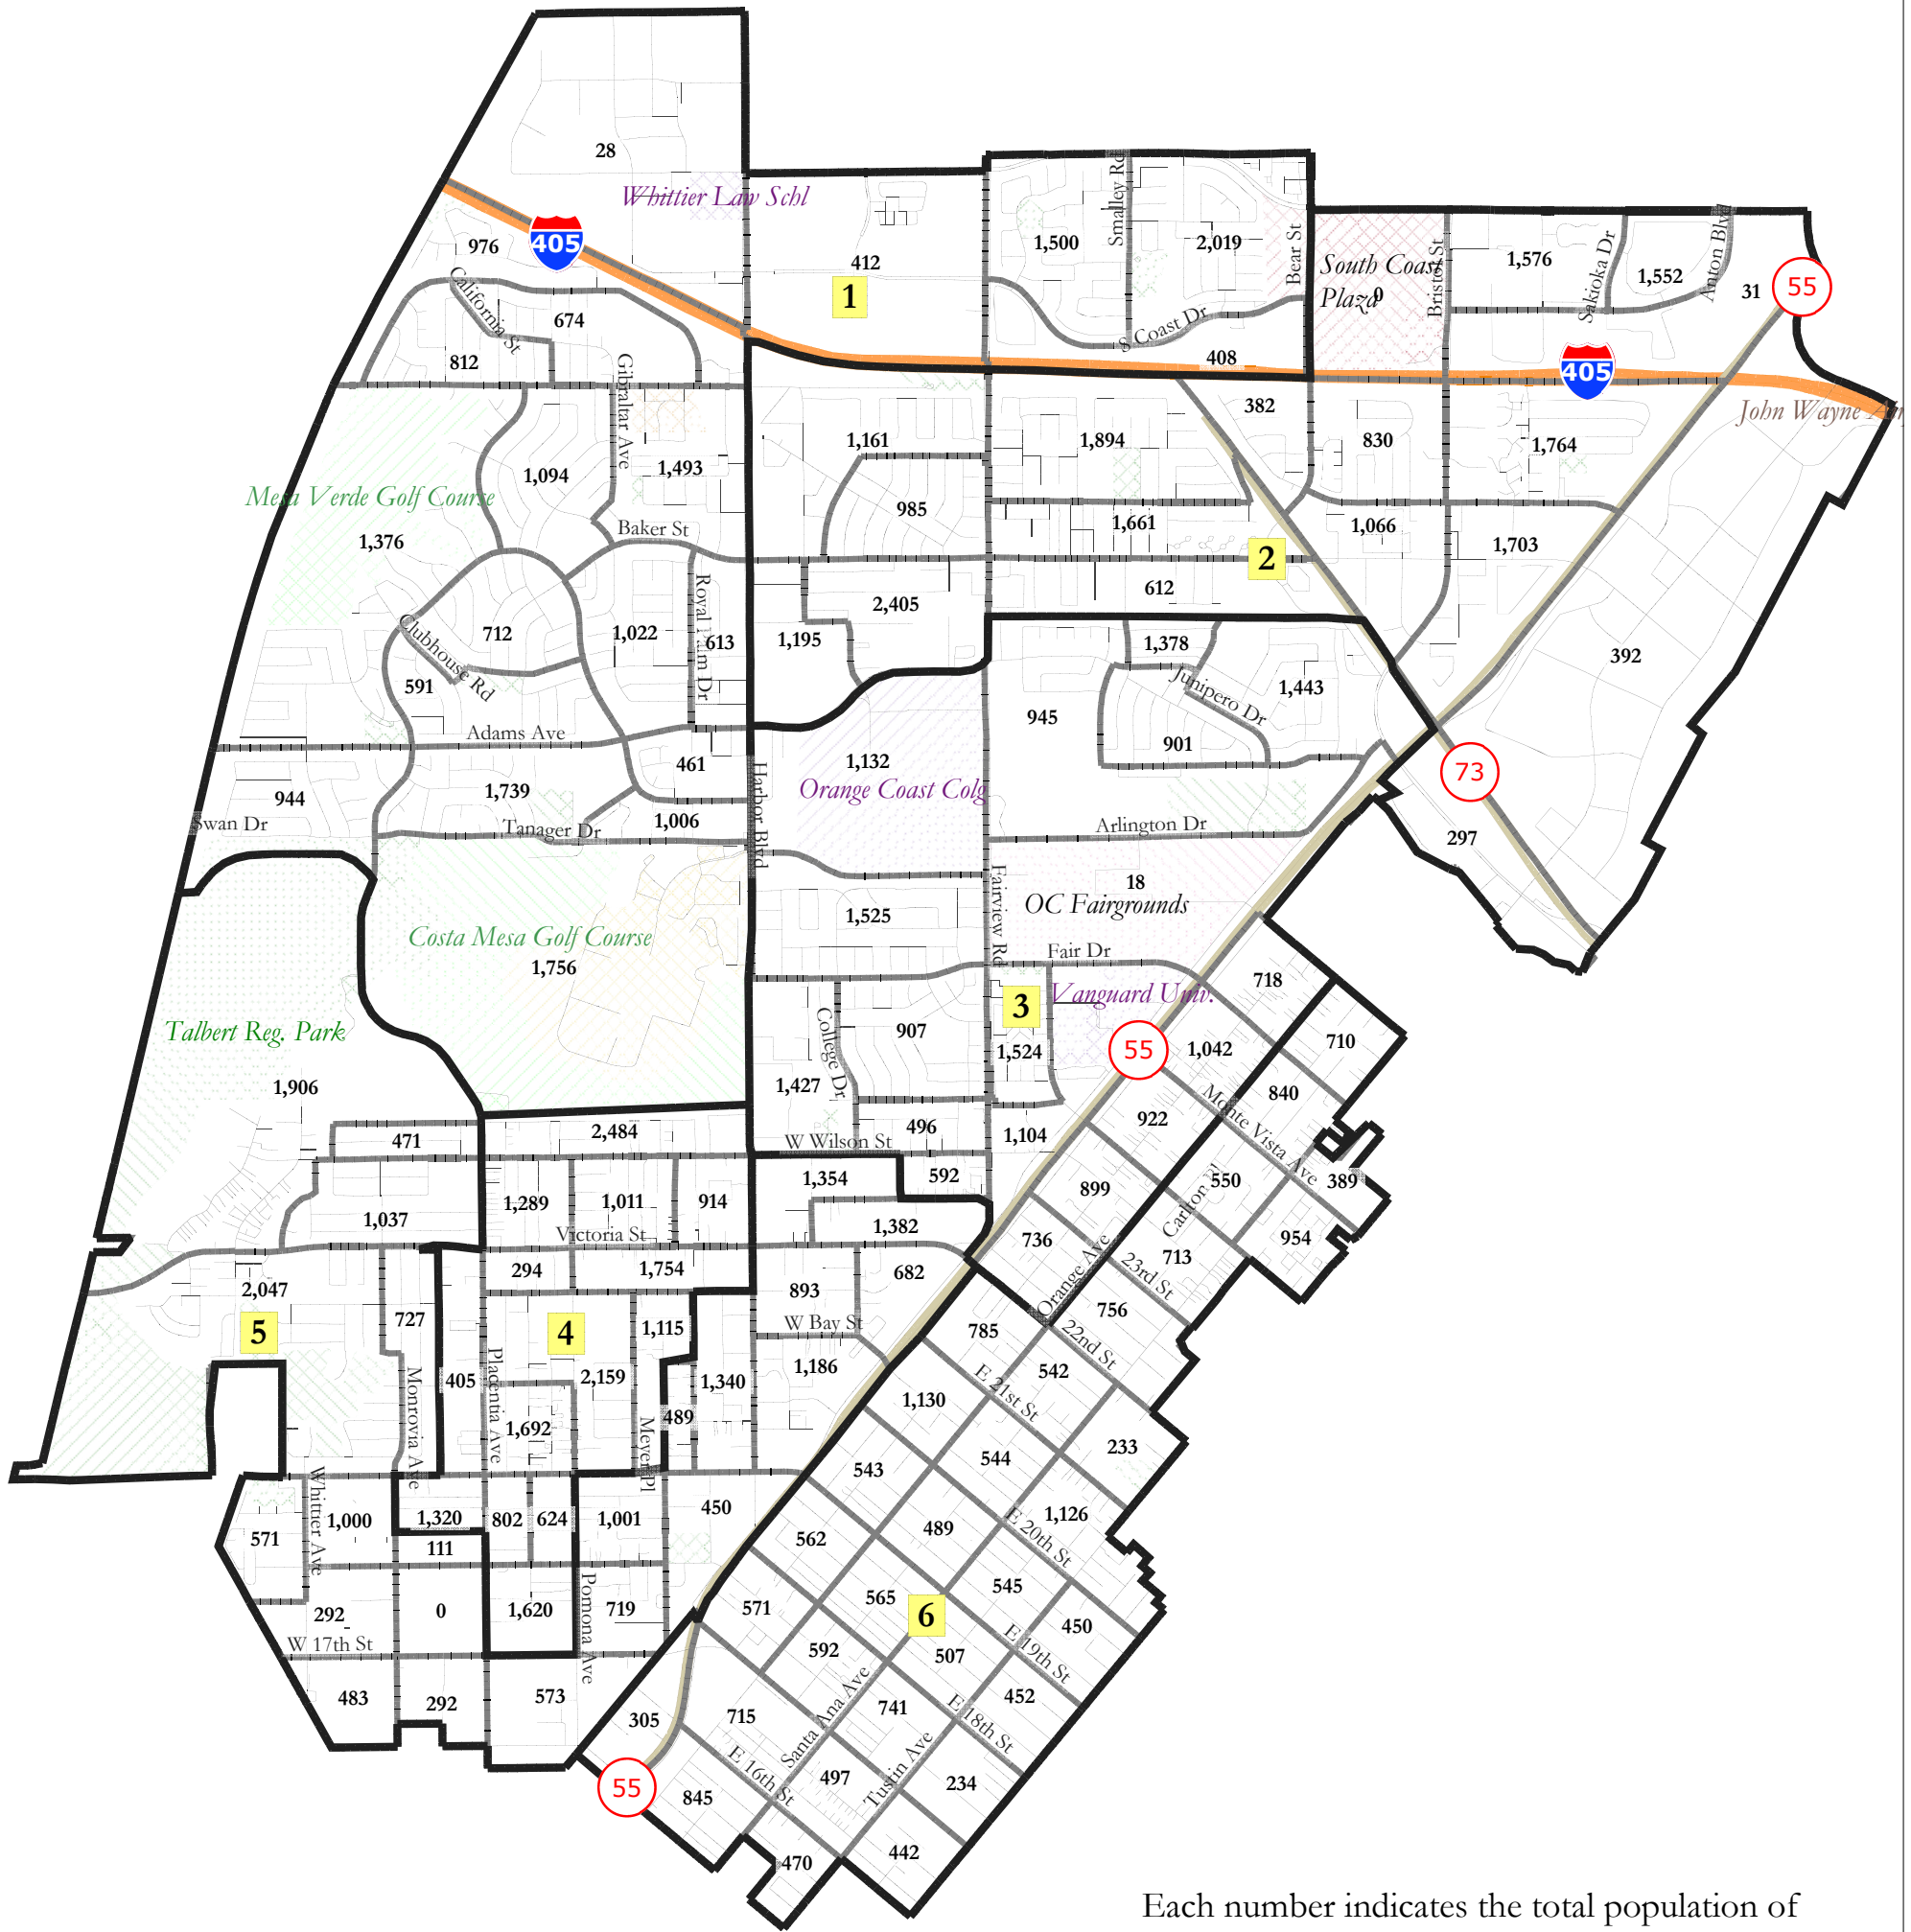 28
Whittier Law Schl
405
976
412
1
1,500
Smalley Rd
2,019
Bear St
South Coast
Plaza
0
Bristol St
1,576
Sakioka Dr
1,552
Anton Blvd
31
55
California St
674
812
Gibraltar Ave
S Coast Dr
408
405
John Wayne
382
1,161
1,894
830
1,764
1,094
1,493
Mesa Verde Golf Course
985
1,376
Baker St
1,661
1,066
1,703
2
2,405
612
Royal Palm Dr
Clubhouse Rd
712
1,022
613
1,195
1,378
392
591
Juniper Dr
1,443
945
Adams Ave
901
461
1,132
73
Harbor Blvd
Orange Coast Colg
944
1,739
Swan Dr
Tanager Dr
1,006
Arlington Dr
297
18
Fairview Rd
OC Fairgrounds
1,525
Costa Mesa Golf Course
1,756
Fair Dr
718
Vanguard Univ.
3
Talbert Reg. Park
College Dr
907
1,524
55
1,042
710
1,906
1,427
840
Monte Vista Ave
922
471
2,484
496
1,104
W Wilson St
1,354
592
550
389
1,289
1,011
914
899
Carlton Pl
1,037
1,382
Victoria St
736
954
294
1,754
682
713
Orange Ave
23rd St
2,047
893
727
5
4
1,115
W Bay St
785
756
22nd St
1,186
542
Monrovia Ave
405
Placentia Ave
2,159
1,340
1,130
E 21st St
1,692
489
Meyer Pl
233
543
544
Whittier Ave
571
1,000
1,320
802
624
1,001
450
562
489
1,126
E 20th St
111
565
545
292
0
1,620
Pomona Ave
719
571
6
450
W 17th St
592
507
E 19th St
483
292
573
305
715
Santa Ana Ave
741
452
E 18th St
E 16th St
497
Tustin Ave
234
55
845
470
442
Each number indicates the total population of